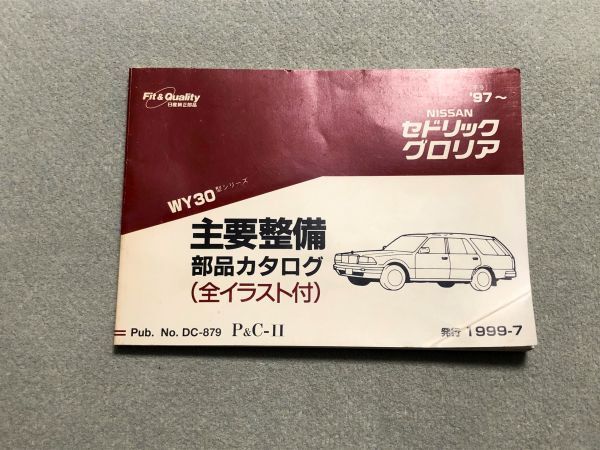 Fit & Quality
日産純正部品
'97〜
NISSAN
セドリック
グロリア
WY30型シリーズ
主要整備
部品カタログ
(全イラスト付)
Pub. No. DC-879 P&C-II
発行 1999-7